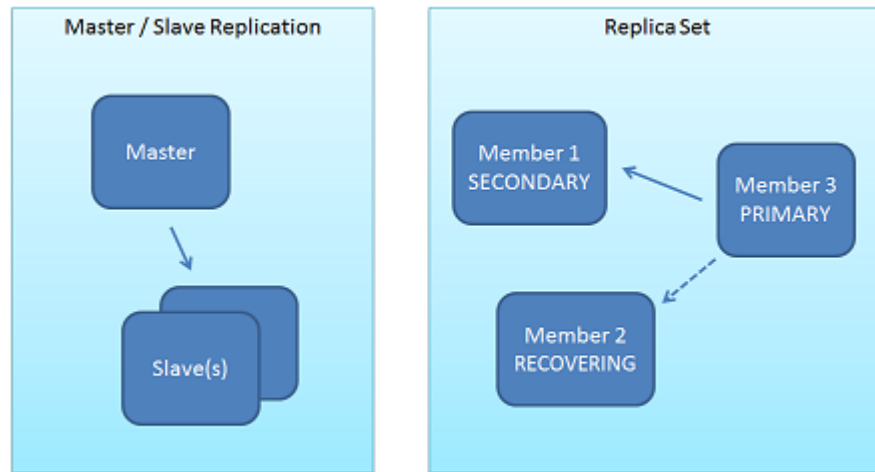 Master / Slave Replication
Master
Slave(s)
Replica Set
Member 1
SECONDARY
Member 3
PRIMARY
Member 2
RECOVERING